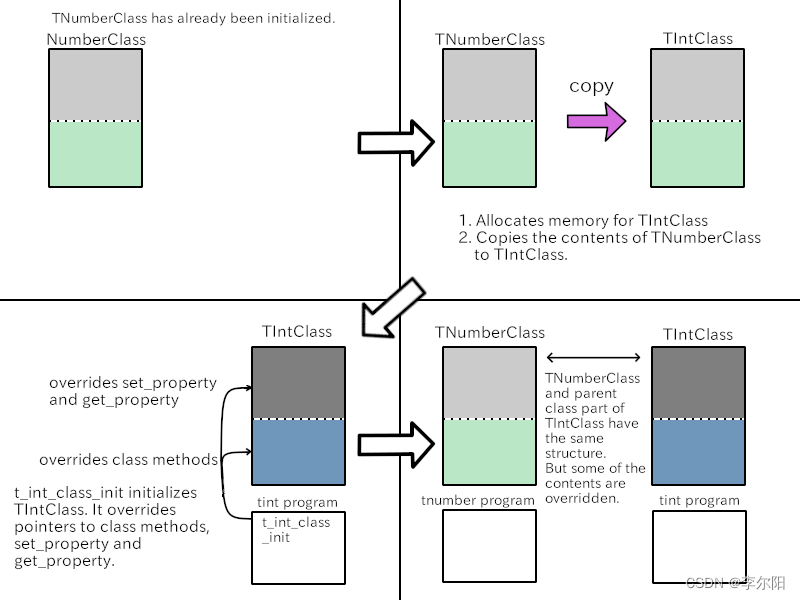 TNumberClass has already been initialized.
NumberClass
TNumberClass
TIntClass
copy
1. Allocates memory for TIntClass
2. Copies the contents of TNumberClass
to TIntClass.
TIntClass
overrides set_property
and get_property
overrides class methods
t_int_class_init initializes
TIntClass. It overrides
pointers to class methods,
set_property and
get_property.
tint program
t_int_class
_init
TNumberClass
TIntClass
TNumberClass
and parent
class part of
TIntClass have
the same
structure.
But some of the
contents are
overridden.
tnumber program
tint program
CSDN @李尔阳